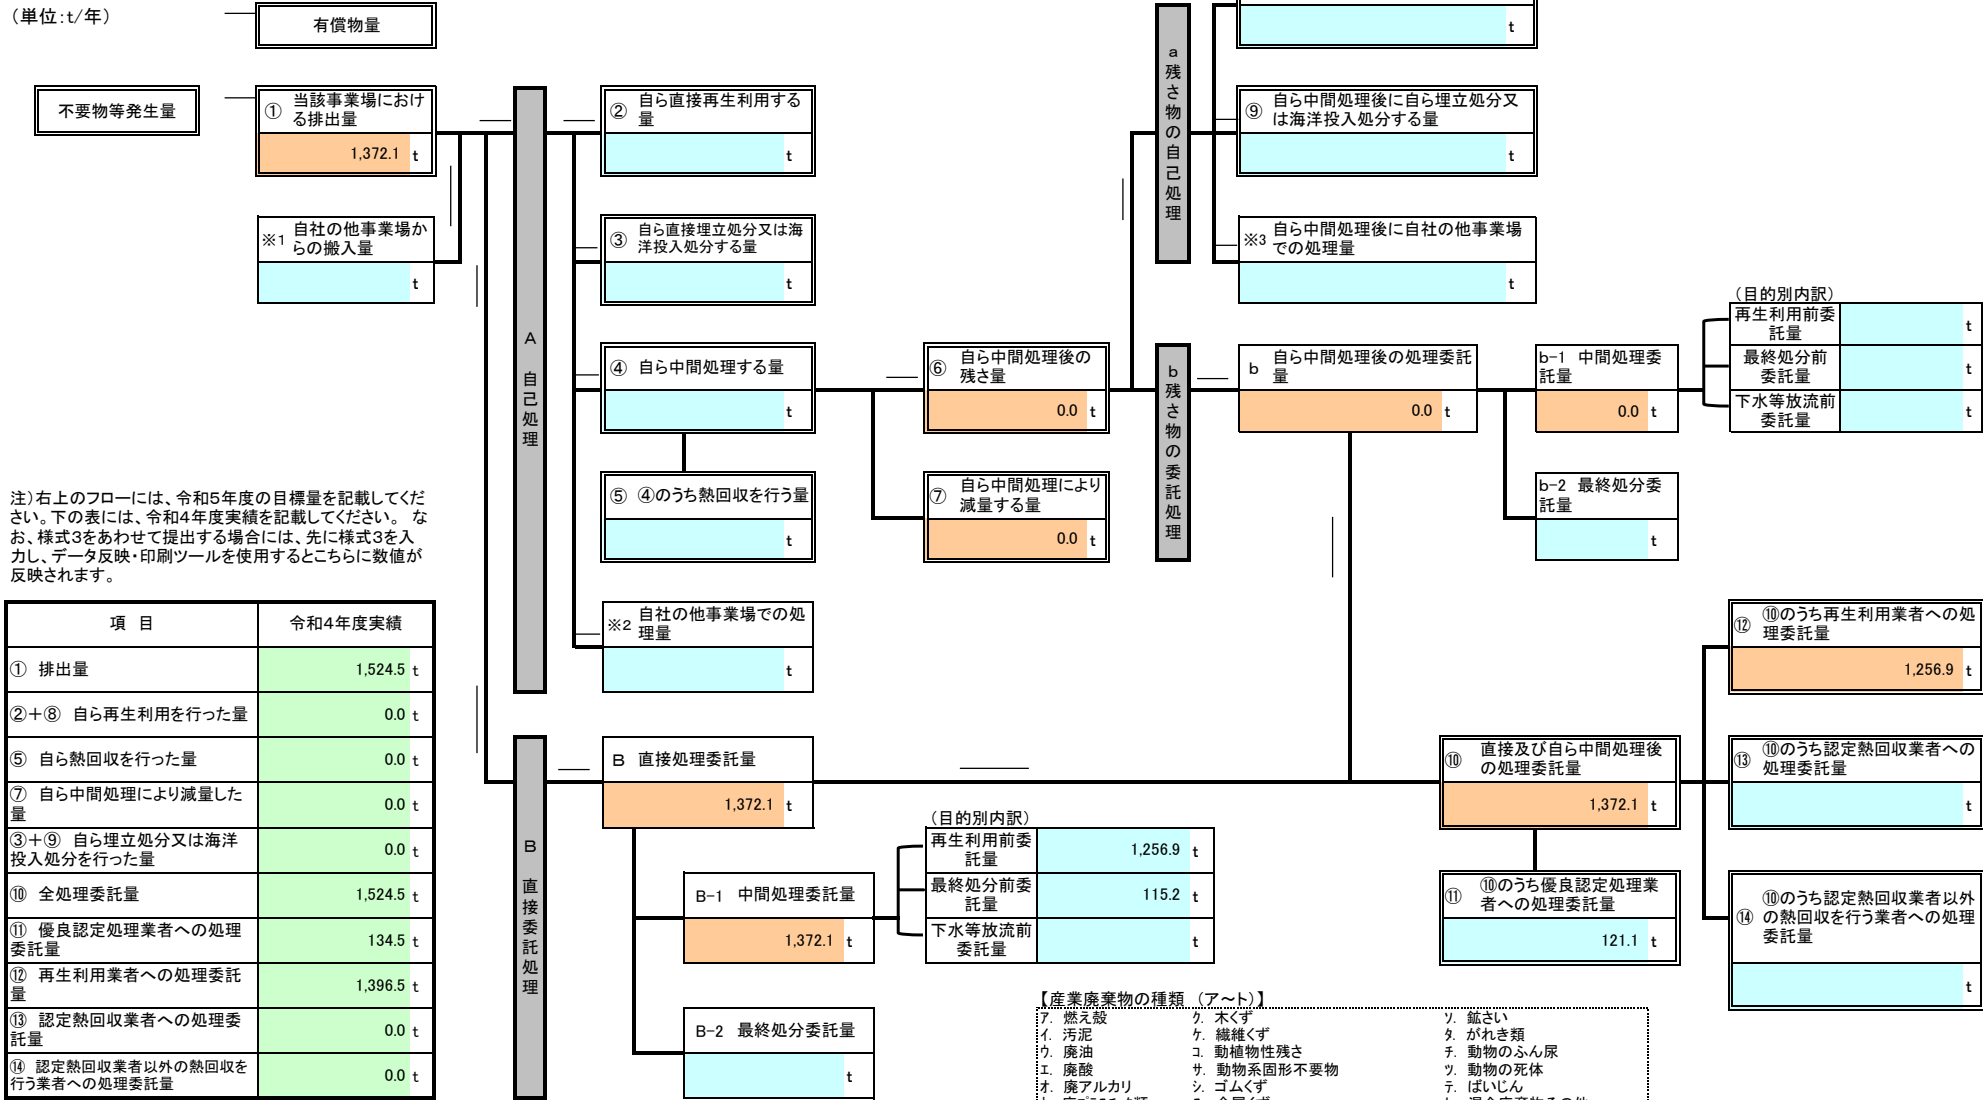 （単位:t/年）
有償物量
t
不要物等発生量
① 当該事業場におけ
る排出量
1,372.1 t
※1 自社の他事業場か
らの搬入量
t
A 自己処理
② 自ら直接再生利用する
量
t
③ 自ら直接埋立処分又は海
洋投入処分する量
t
④ 自ら中間処理する量
t
⑤ ④のうち熱回収を行う量
t
※2 自社の他事業場での処
理量
t
⑥ 自ら中間処理後の
残さ量
0.0 t
⑦ 自ら中間処理により
減量する量
0.0 t
a 残さ物の自己処理
⑨ 自ら中間処理後に自ら埋立処分又
は海洋投入処分する量
t
※3 自ら中間処理後に自社の他事業場
での処理量
t
b 残さ物の委託処理
b 自ら中間処理後の処理委託
量
0.0 t
b-1 中間処理委
託量
0.0 t
b-2 最終処分委
託量
t
（目的別内訳）
再生利用前委
託量
t
最終処分前
委託量
t
下水等放流前
委託量
t
注）右上のフローには、令和5年度の目標量を記載してくだ
さい。下の表には、令和4年度実績を記載してください。 な
お、様式3をあわせて提出する場合には、先に様式3を入
力し、データ反映・印刷ツールを使用するとこちらに数値が
反映されます。
項 目 令和4年度実績
① 排出量 1,524.5 t
②＋⑧ 自ら再生利用を行った量 0.0 t
⑤ 自ら熱回収を行った量 0.0 t
⑦ 自ら中間処理により減量した
量 0.0 t
③＋⑨ 自ら埋立処分又は海洋
投入処分を行った量 0.0 t
⑩ 全処理委託量 1,524.5 t
⑪ 優良認定処理業者への処理
委託量 134.5 t
⑫ 再生利用業者への処理委託
量 1,396.5 t
⑬ 認定熱回収業者への処理委
託量 0.0 t
⑭ 認定熱回収業者以外の熱回収を
行う業者への処理委託量 0.0 t
B 直接委託処理
B 直接処理委託量
1,372.1 t
B-1 中間処理委託量
1,372.1 t
B-2 最終処分委託量
t
（目的別内訳）
再生利用前委
託量
1,256.9 t
最終処分前委
託量
115.2 t
下水等放流前
委託量
t
⑩ 直接及び自ら中間処理後
の処理委託量
1,372.1 t
⑪ ⑩のうち優良認定処理業
者への処理委託量
121.1 t
⑫ ⑩のうち再生利用業者への処
理委託量
1,256.9 t
⑬ ⑩のうち認定熱回収業者への
処理委託量
t
⑭ ⑩のうち認定熱回収業者以外
の熱回収を行う業者への処理
委託量
t
【産業廃棄物の種類 （ア～ト）】
ｱ. 燃え殻 ｸ. 木くず ｿ. 鉱さい
ｲ. 汚泥 ｹ. 繊維くず ﾀ. がれき類
ｳ. 廃油 ｺ. 動植物性残さ ﾁ. 動物のふん尿
ｴ. 廃酸 ｻ. 動物系固形不要物 ﾂ. 動物の死体
ｵ. 廃アルカリ ｼ. ゴムくず ﾃ. ばいじん